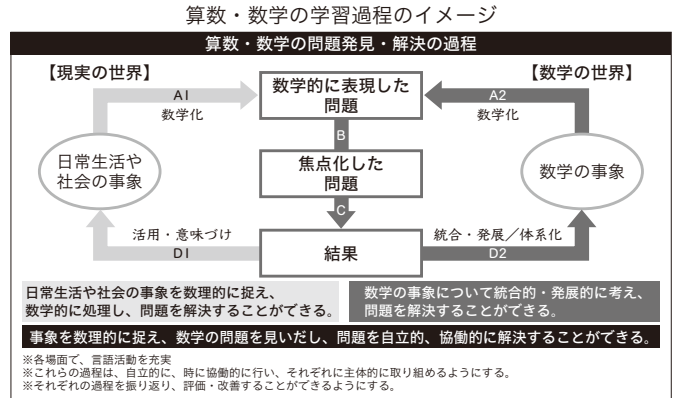 算数・数学の学習過程のイメージ
算数・数学の問題発見・解決の過程
【現実の世界】
【数学の世界】
A1
数学化
数学的に表現した
問題
A2
数学化
B
日常生活や
社会の事象
焦点化した
問題
数学の事象
C
活用・意味づけ
D1
結果
統合・発展／体系化
D2
日常生活や社会の事象を数理的に捉え、
数学的に処理し、問題を解決することができる。
数学の事象について統合的・発展的に考え、
問題を解決することができる。
事象を数理的に捉え、数学の問題を見いだし、問題を自立的、協働的に解決することができる。
※各場面で、言語活動を充実
※これらの過程は、自立的に、時に協働的に行い、それぞれに主体的に取り組めるようにする。
※それぞれの過程を振り返り、評価・改善することができるようにする。